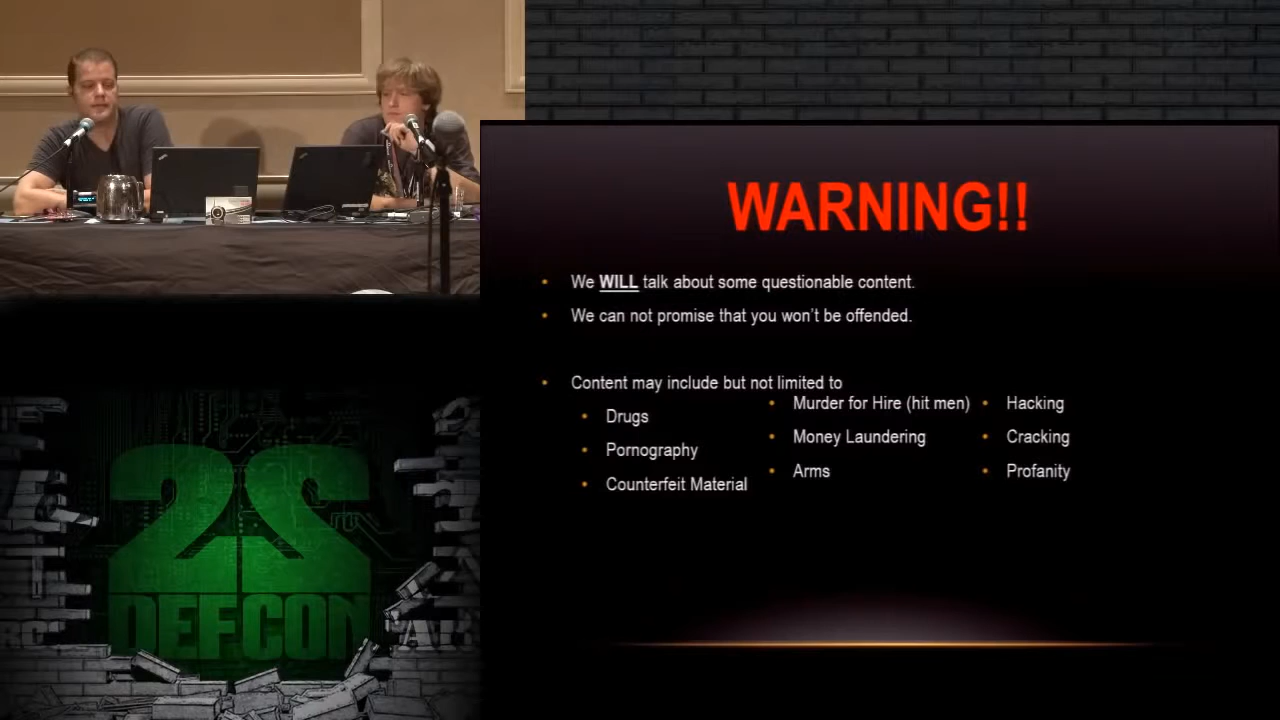 WARNING!!
We WILL talk about some questionable content.
We can not promise that you won't be offended.
Content may include but not limited to
Drugs
Pornography
Counterfeit Material
Murder for Hire (hit men)
Money Laundering
Arms
Hacking
Cracking
Profanity
22
DEFCON